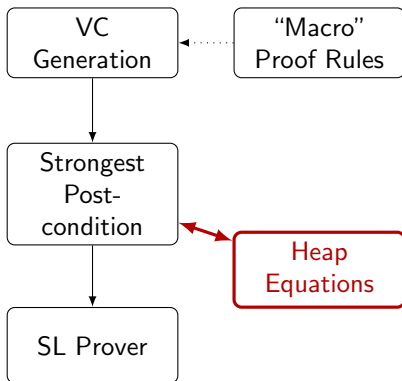 VC
Generation
“Macro”
Proof Rules
Strongest
Post-
condition
Heap
Equations
SL Prover